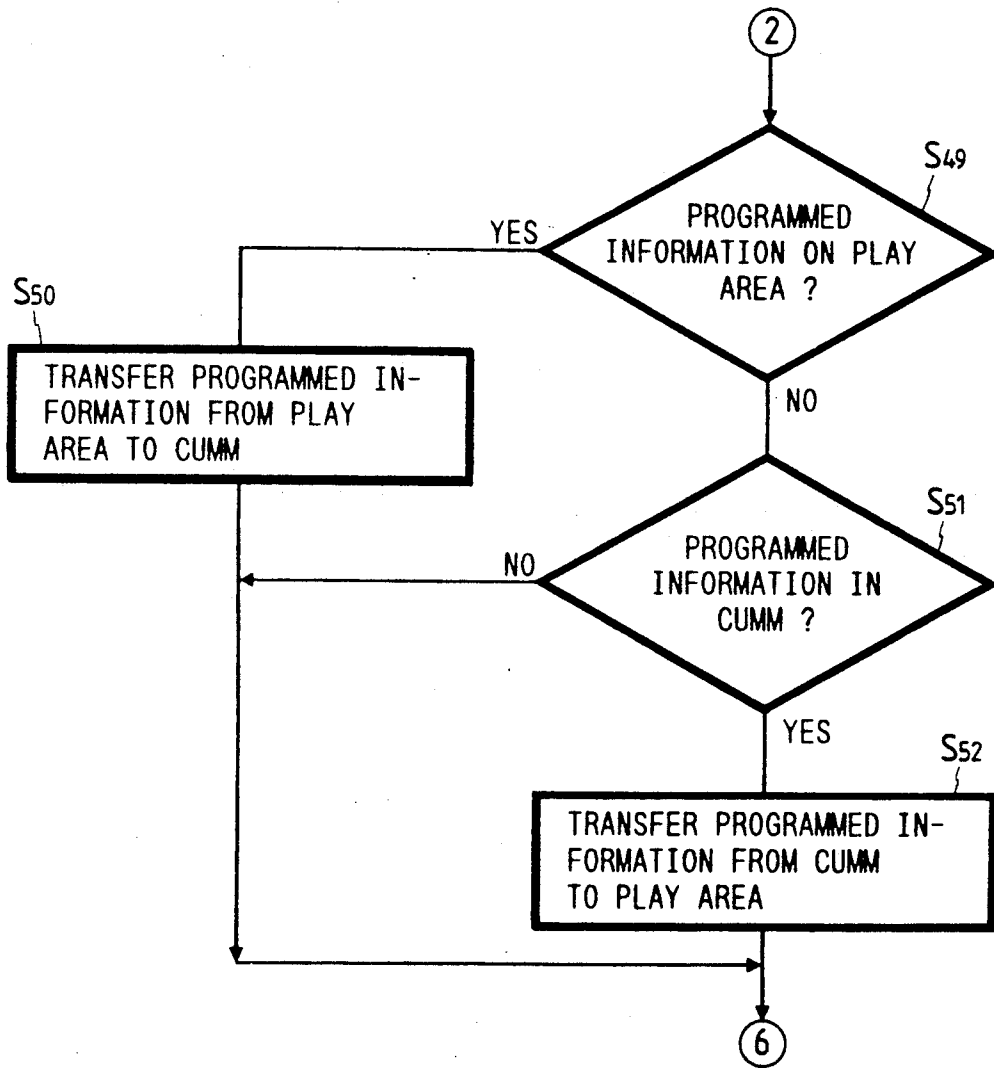 2
S49
PROGRAMMED
INFORMATION ON PLAY
AREA ?
YES
NO
S50
TRANSFER PROGRAMMED IN-
FORMATION FROM PLAY
AREA TO CUMM
S51
PROGRAMMED
INFORMATION IN
CUMM ?
NO
YES
S52
TRANSFER PROGRAMMED IN-
FORMATION FROM CUMM
TO PLAY AREA
6